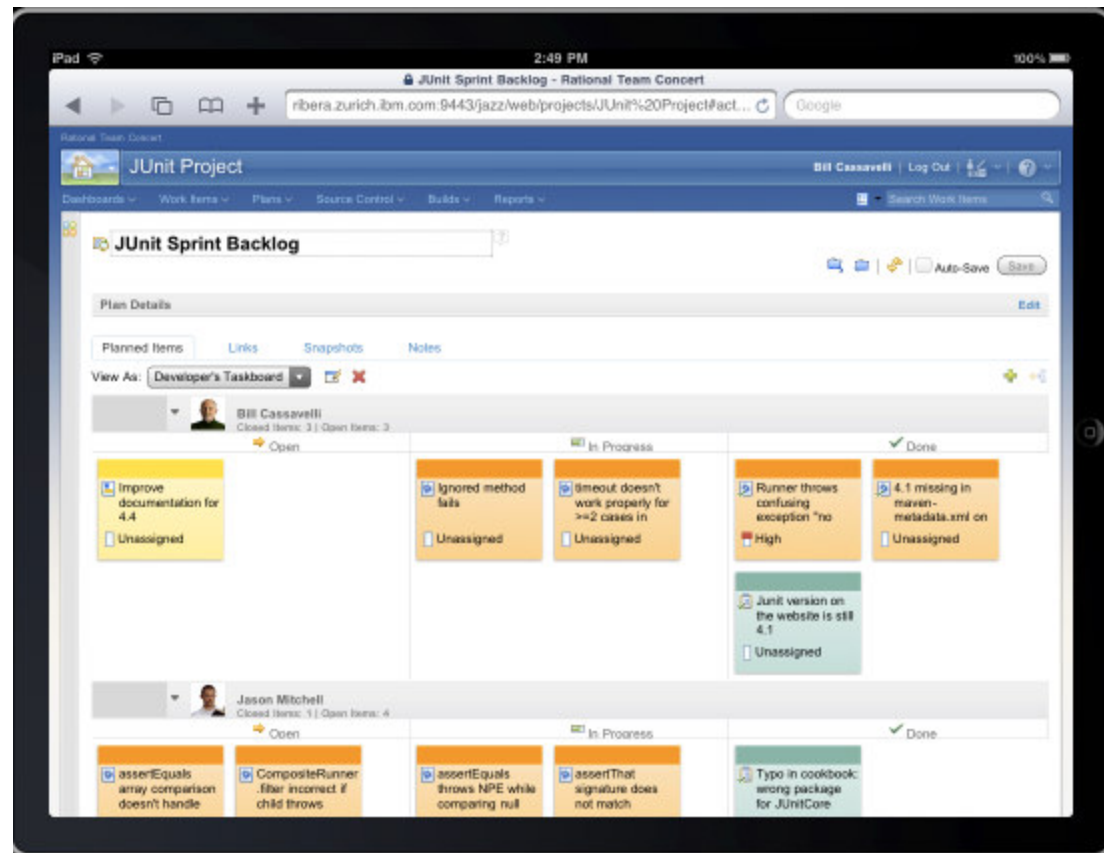 iPad
2:49 PM
100%
JUnit Sprint Backlog - Rational Team Concert
ribera.zurich.ibm.com:9443/jazz/web/projects/JUnit%20Project#act...
Google
Rational Team Concert
JUnit Project
Bill Cassavelli | Log Out
Dashboards Work Items Plans Source Control Builds Reports
Search Work Items
JUnit Sprint Backlog
Auto-Save Save
Plan Details Edit
Planned Items Links Snapshots Notes
View As: Developer's Taskboard
Bill Cassavelli
Closed Items: 3 | Open Items: 3
Open In Progress Done
Improve
documentation for
4.4
Unassigned
Ignored method
fails
Unassigned
timeout doesn't
work properly for
>=2 cases in
Unassigned
Runner throws
confusing
exception "no
High
4.1 missing in
maven-
metadata.xml on
Unassigned
Junit version on
the website is still
4.1
Unassigned
Jason Mitchell
Closed Items: 1 | Open Items: 4
Open In Progress Done
assertEquals
array comparison
doesn't handle
CompositeRunner
.filter incorrect if
child throws
assertEquals
throws NPE while
comparing null
assertThat
signature does
not match
Typo in cookbook:
wrong package
for JUnitCore